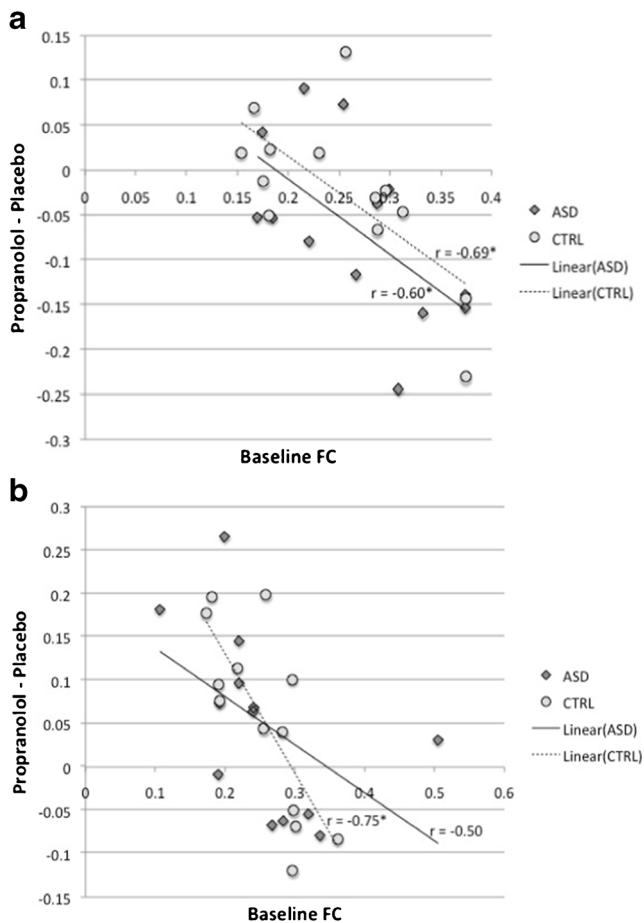 a
0.15
0.1
0.05
0
0 0.05 0.1 0.15 0.2 0.25 0.3 0.35 0.4
-0.05
-0.1
-0.15
-0.2
-0.25
-0.3
Propranolol - Placebo
Baseline FC
r = -0.69*
r = -0.60*
ASD
CTRL
Linear(ASD)
Linear(CTRL)
b
0.3
0.25
0.2
0.15
0.1
0.05
0
0 0.1 0.2 0.3 0.4 0.5 0.6
-0.05
-0.1
-0.15
Propranolol - Placebo
Baseline FC
r = -0.75*
r = -0.50
ASD
CTRL
Linear(ASD)
Linear(CTRL)